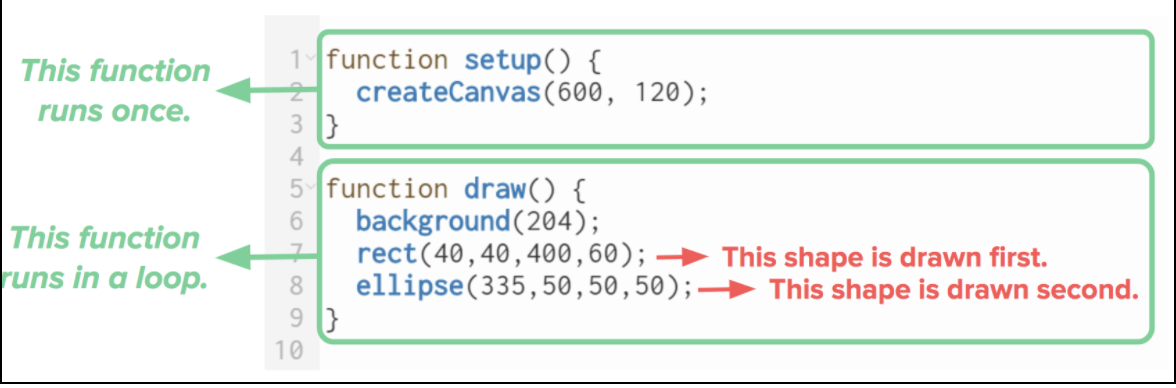 This function
runs once.
1 function setup() {
2 createCanvas(600, 120);
3 }
4
5 function draw() {
6 background(204);
This function
runs in a loop.
7 rect(40,40,400,60); This shape is drawn first.
8 ellipse(335,50,50,50); This shape is drawn second.
9 }
10